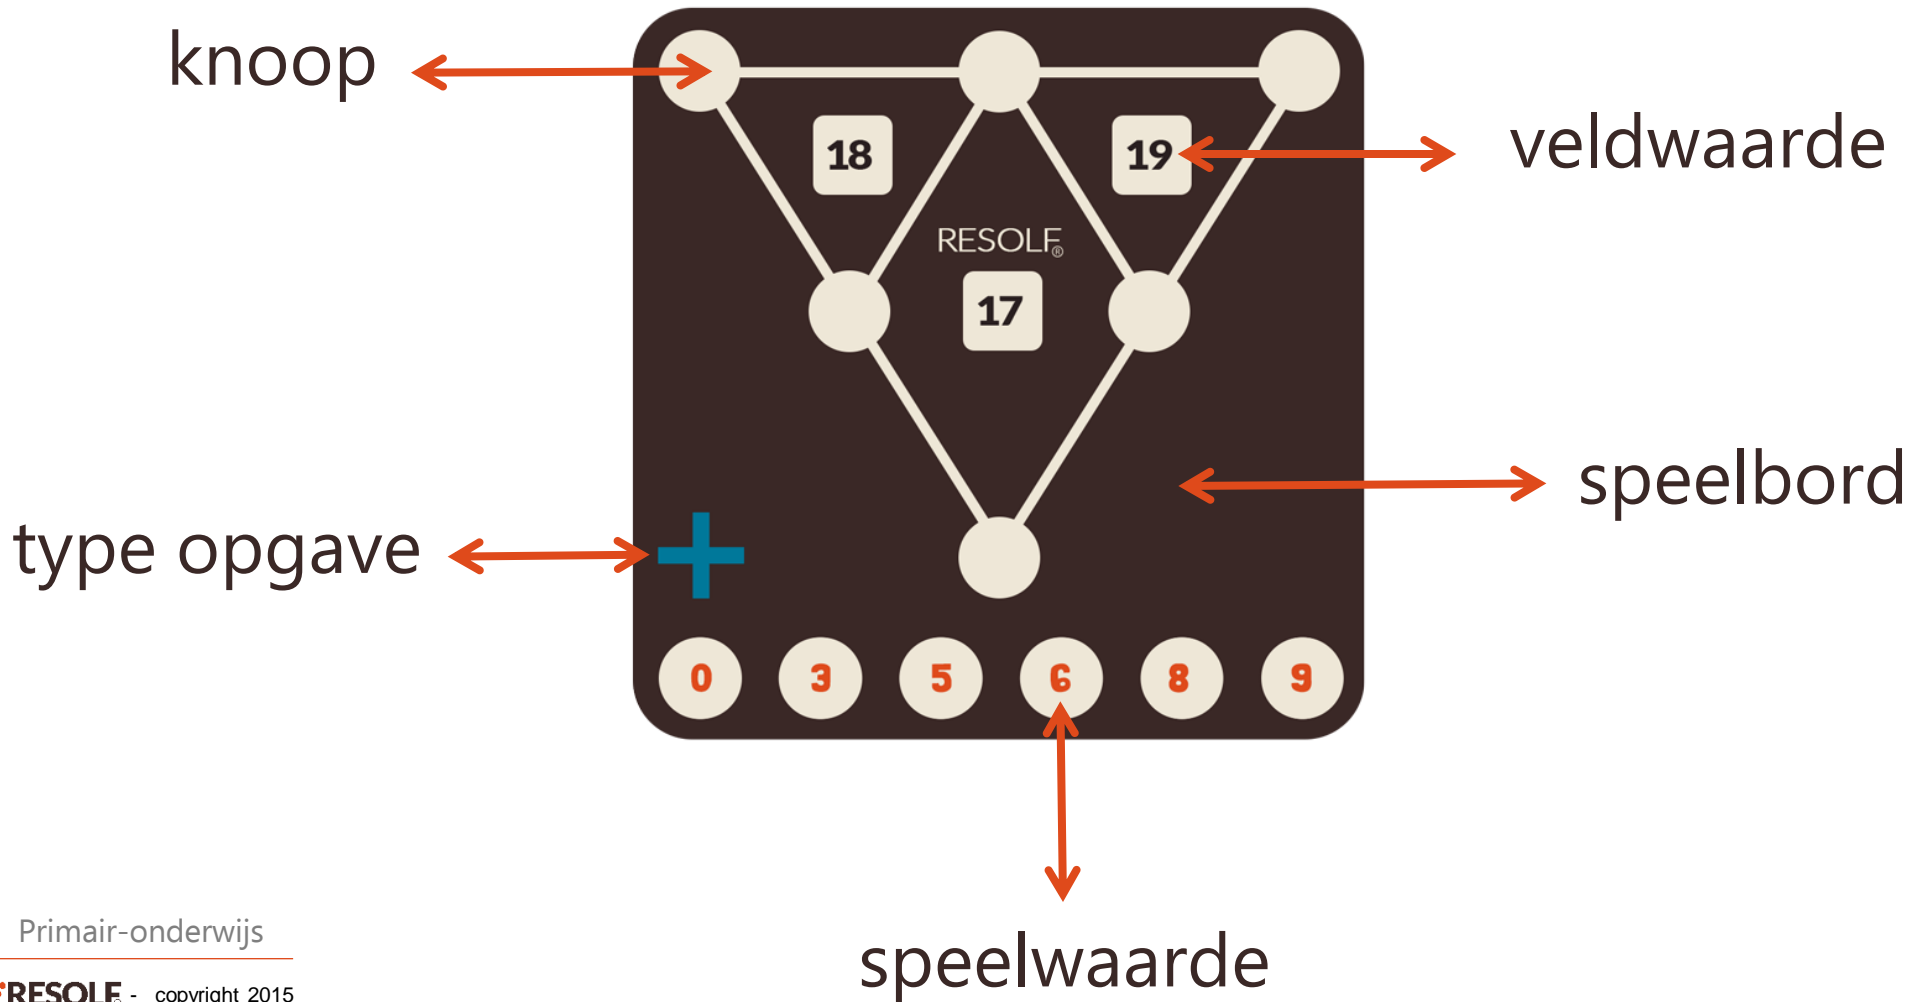 knoop
18
19
veldwaarde
RESOLF®
17
speelbord
type opgave
+
0 3 5 6 8 9
speelwaarde
Primair-onderwijs
RESOLF® - copyright 2015